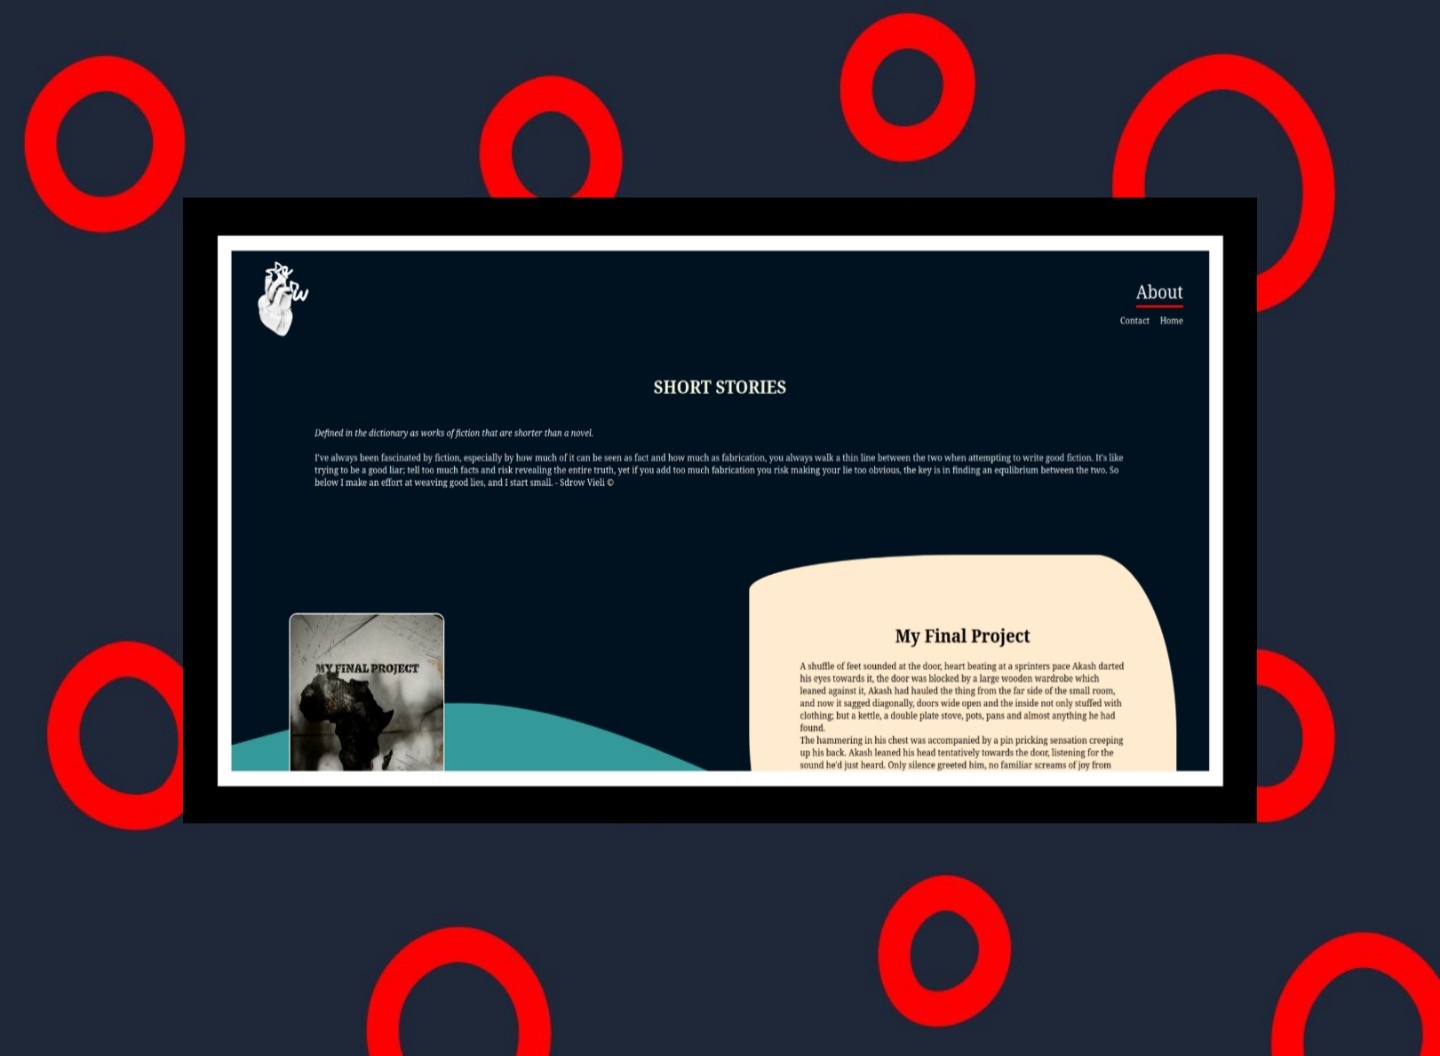 w
About
Contact Home
SHORT STORIES
Defined in the dictionary as works of fiction that are shorter than a novel.
I've always been fascinated by fiction, especially by how much of it can be seen as fact and how much as fabrication, you always walk a thin line between the two when attempting to write good fiction. It's like
trying to be a good liar; tell too much facts and risk revealing the entire truth, yet if you add too much fabrication you risk making your lie too obvious, the key is in finding an equlibrium between the two. So
below I make an effort at weaving good lies, and I start small. - Sdrow Vieli ©
MY FINAL PROJECT
My Final Project
A shuffle of feet sounded at the door, heart beating at a sprinters pace Akash darted
his eyes towards it, the door was blocked by a large wooden wardrobe which
leaned against it, Akash had hauled the thing from the far side of the small room,
and now it sagged diagonally, doors wide open and the inside not only stuffed with
clothing; but a kettle, a double plate stove, pots, pans and almost anything he had
found.
The hammering in his chest was accompanied by a pin pricking sensation creeping
up his back. Akash leaned his head tentatively towards the door, listening for the
sound he'd just heard. Only silence greeted him, no familiar screams of joy from